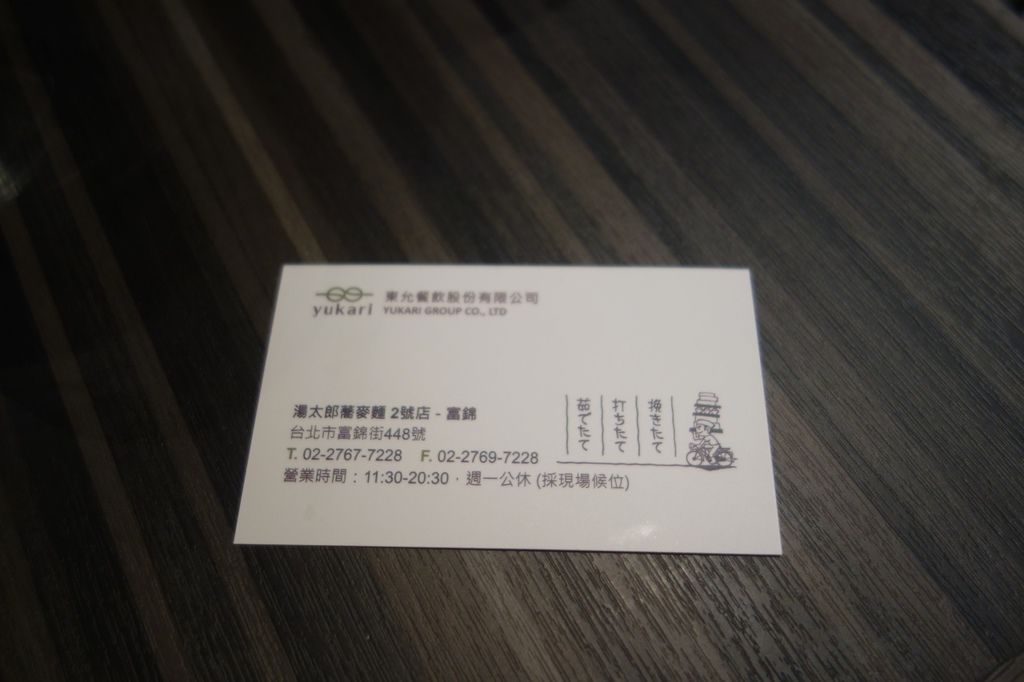 yukari
東允餐飲股份有限公司
YUKARI GROUP CO., LTD
湯太郎蕎麥麵 2號店 - 富錦
台北市富錦街448號
T. 02-2767-7228 F. 02-2769-7228
營業時間：11:30-20:30，週一公休 (採現場候位)
挽きたて
打ちたて
茹でたて